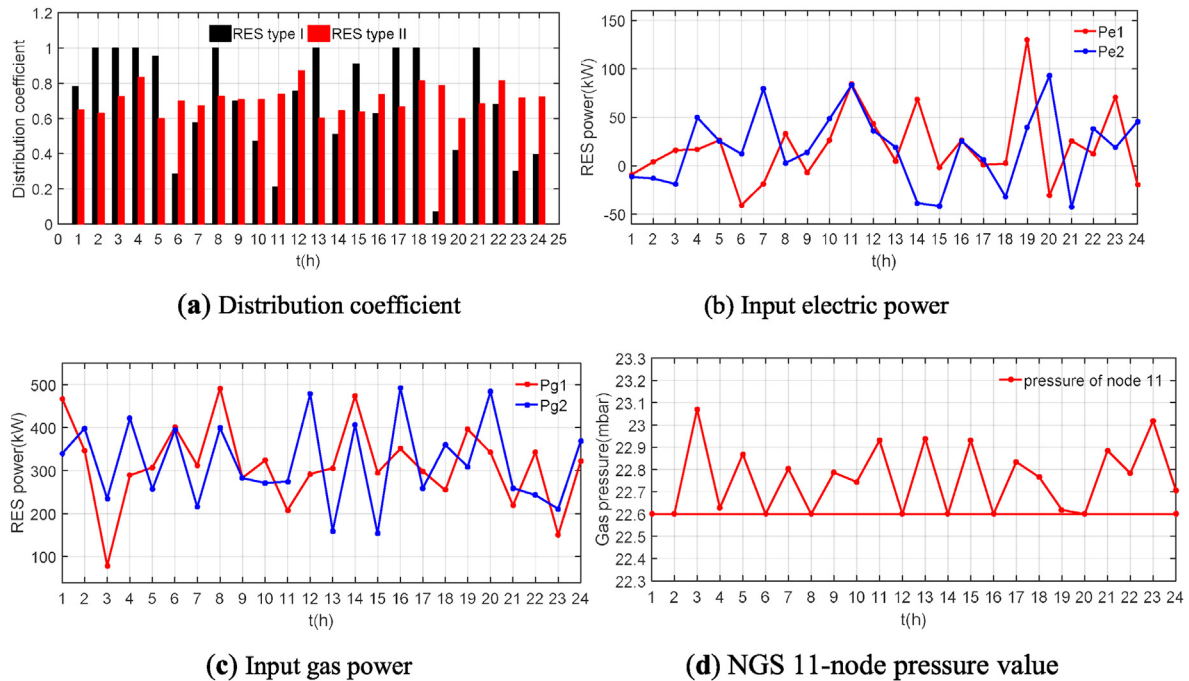 1.2
1
0.8
0.6
0.4
0.2
0
Distribution coefficient
RES type I RES type II
0 1 2 3 4 5 6 7 8 9 10 11 12 13 14 15 16 17 18 19 20 21 22 23 24 25
t(h)
(a) Distribution coefficient
150
100
50
0
-50
RES power(kW)
Pe1
Pe2
1 2 3 4 5 6 7 8 9 10 11 12 13 14 15 16 17 18 19 20 21 22 23 24
t(h)
(b) Input electric power
500
400
300
200
100
RES power(kW)
Pg1
Pg2
1 2 3 4 5 6 7 8 9 10 11 12 13 14 15 16 17 18 19 20 21 22 23 24
t(h)
(c) Input gas power
23.3
23.2
23.1
23
22.9
22.8
22.7
22.6
22.5
22.4
22.3
Gas pressure(mbar)
pressure of node 11
1 2 3 4 5 6 7 8 9 10 11 12 13 14 15 16 17 18 19 20 21 22 23 24
t(h)
(d) NGS 11-node pressure value